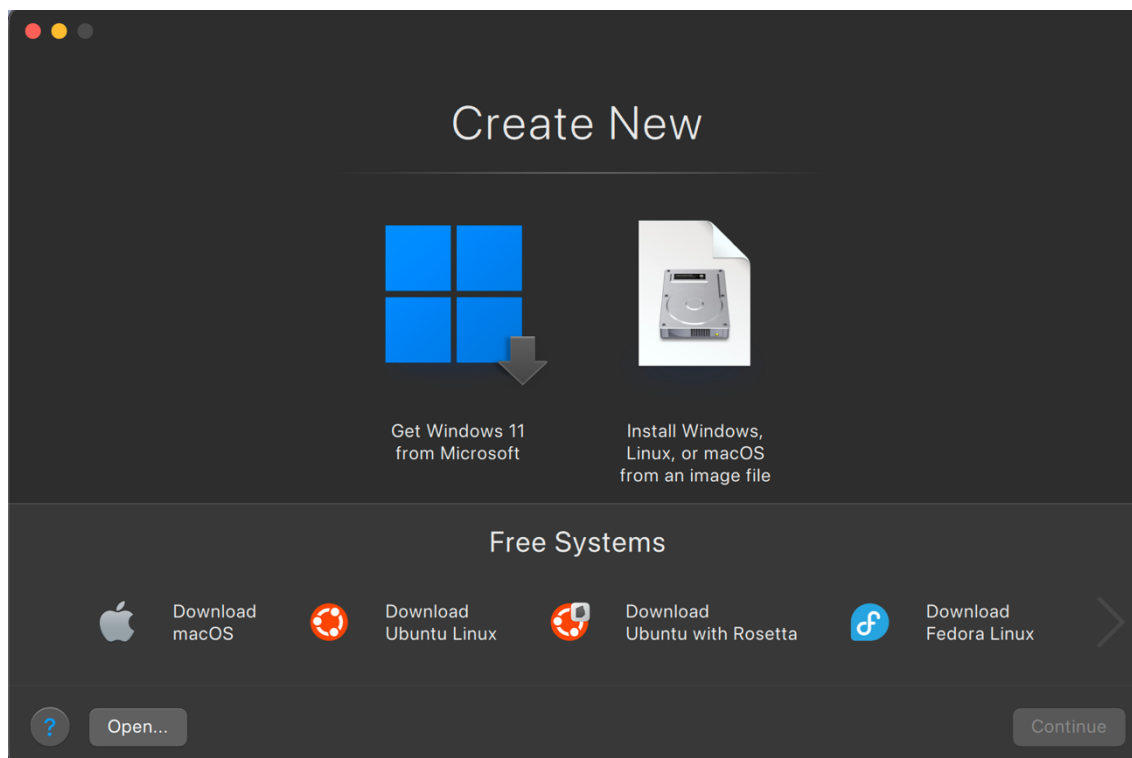 Create New
Get Windows 11
from Microsoft
Install Windows,
Linux, or macOS
from an image file
Free Systems
Download
macOS
Download
Ubuntu Linux
Download
Ubuntu with Rosetta
Download
Fedora Linux
?
Open...
Continue